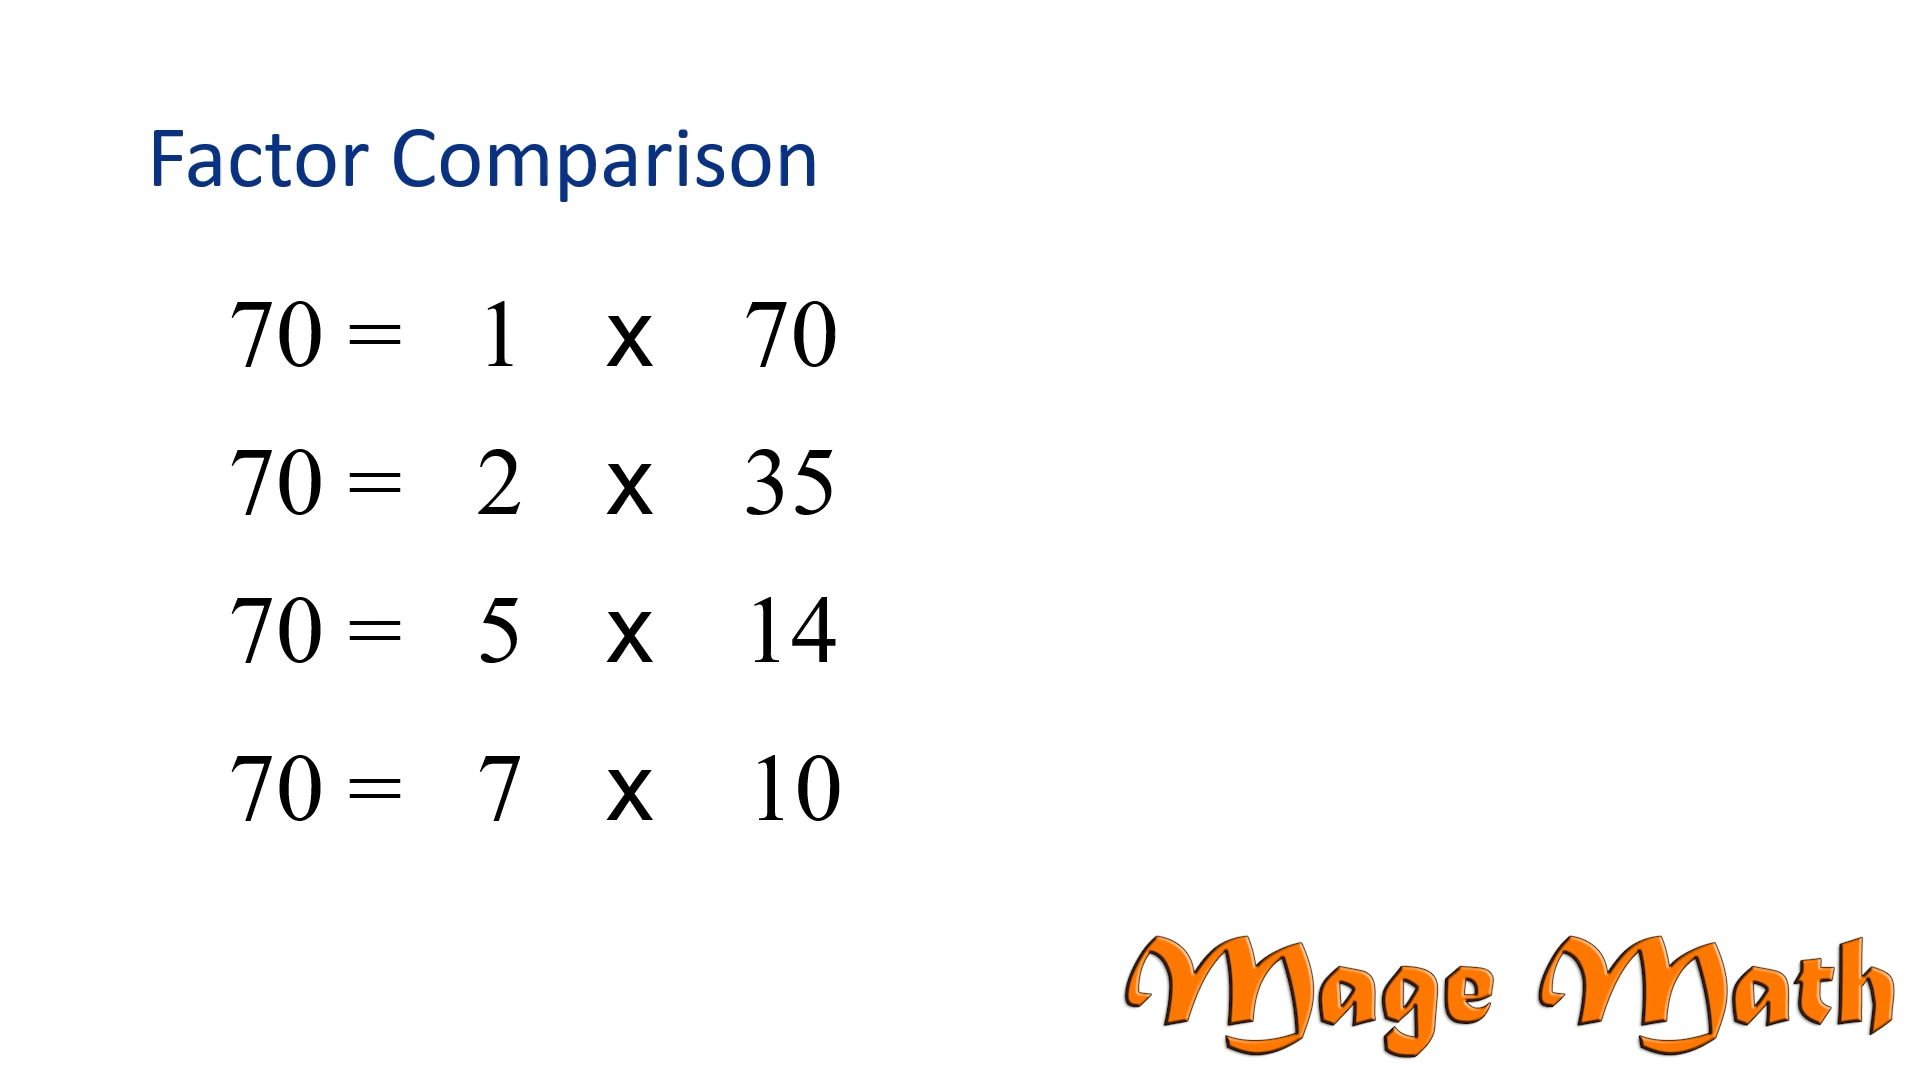 Factor Comparison
70 = 1 x 70
70 = 2 x 35
70 = 5 x 14
70 = 7 x 10
Mage Math